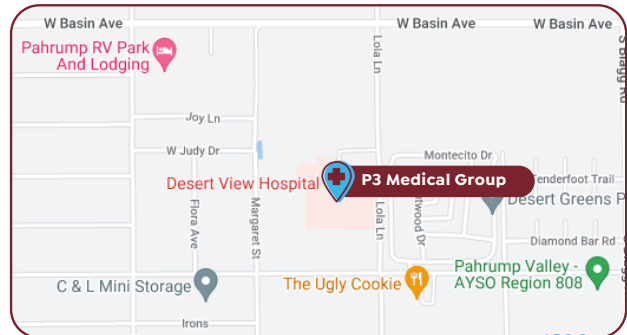 W Basin Ave
W Basin Ave
W Basin Ave
Pahrump RV Park
And Lodging
Lola Ln
S Blagg Rd
Joy Ln
W Judy Dr
Montecito Dr
Desert View Hospital
P3 Medical Group
Tenderfoot Trail
Desert Greens P
Flora Ave
Margaret St
Lola Ln
twood Dr
Diamond Bar Rd
C & L Mini Storage
The Ugly Cookie
Pahrump Valley -
AYSO Region 808
Irons